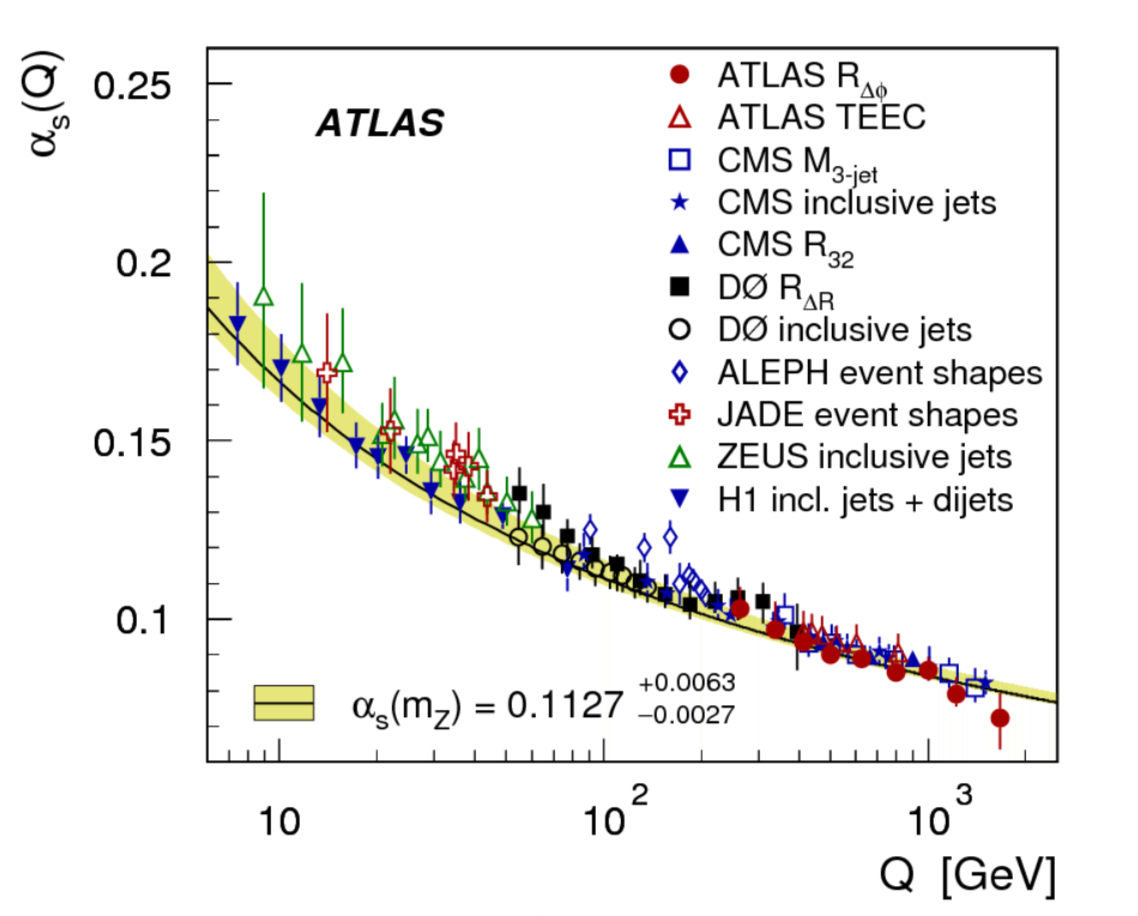 αs(Q)
0.25
0.2
0.15
0.1
ATLAS
ATLAS RΔϕ
ATLAS TEEC
CMS M3-jet
CMS inclusive jets
CMS R32
DØ RΔR
DØ inclusive jets
ALEPH event shapes
JADE event shapes
ZEUS inclusive jets
H1 incl. jets + dijets
αs(mZ) = 0.1127 +0.0063 −0.0027
10 10² 10³
Q [GeV]